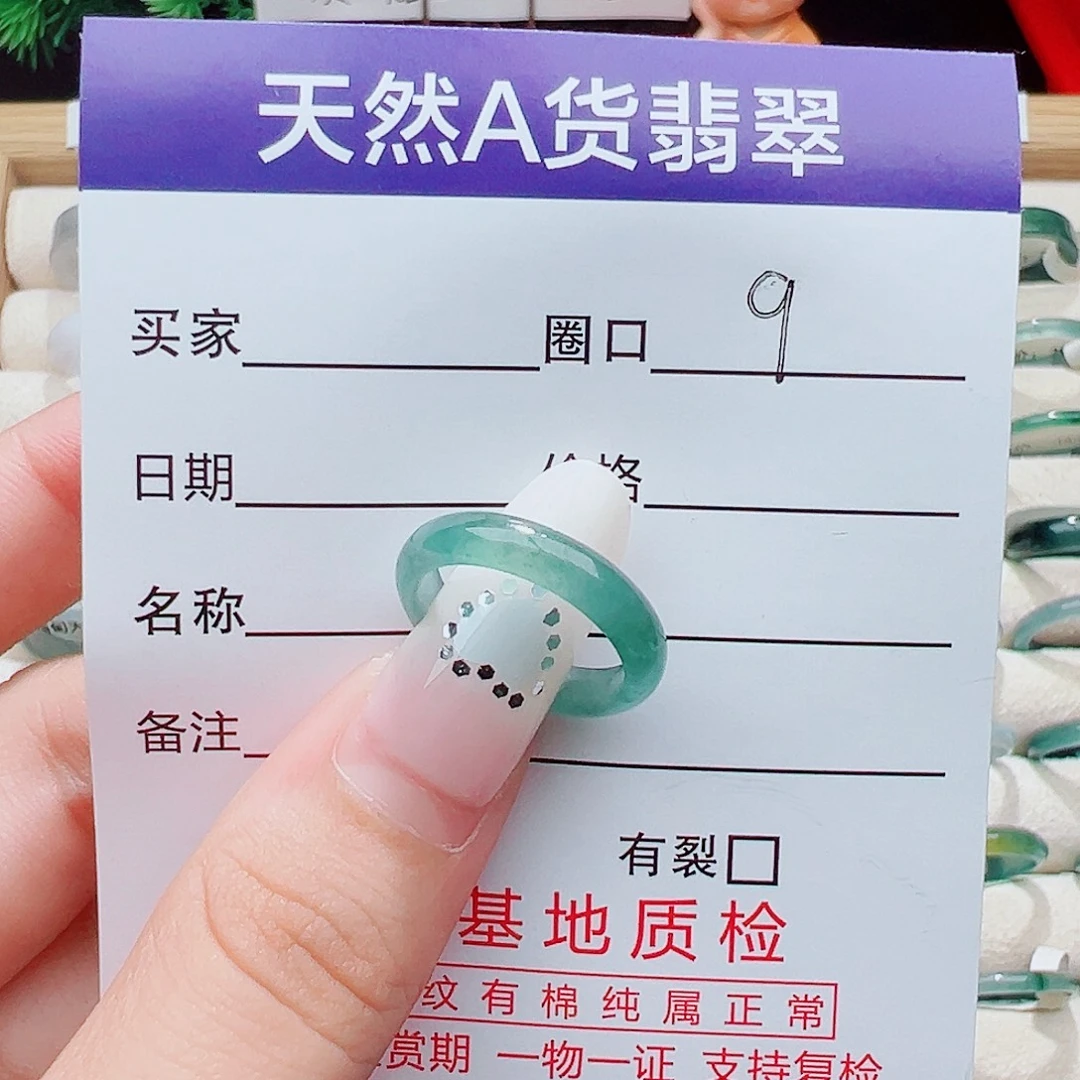 天然A货翡翠
买家 圈口 9
日期 价格
名称
备注
有裂
基地质检
纹有棉纯属正常
赏期 一物一证 支持复检